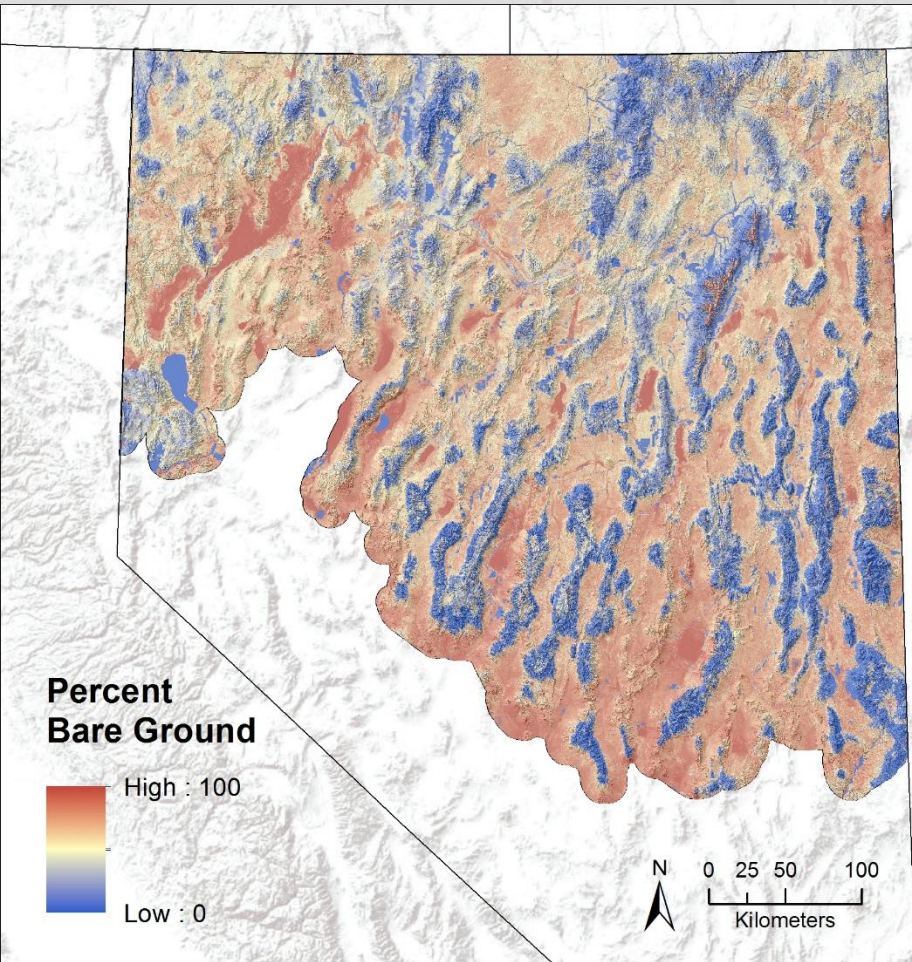 Percent
Bare Ground
High : 100
Low : 0
N
0 25 50 100
Kilometers